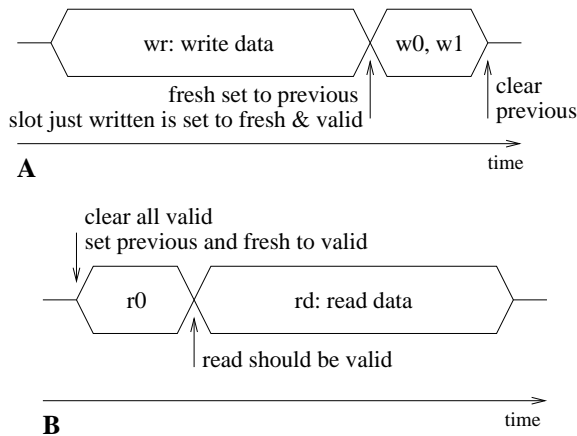 wr: write data
w0, w1
fresh set to previous
slot just written is set to fresh & valid
clear
previous
time
A
clear all valid
set previous and fresh to valid
r0
rd: read data
read should be valid
time
B